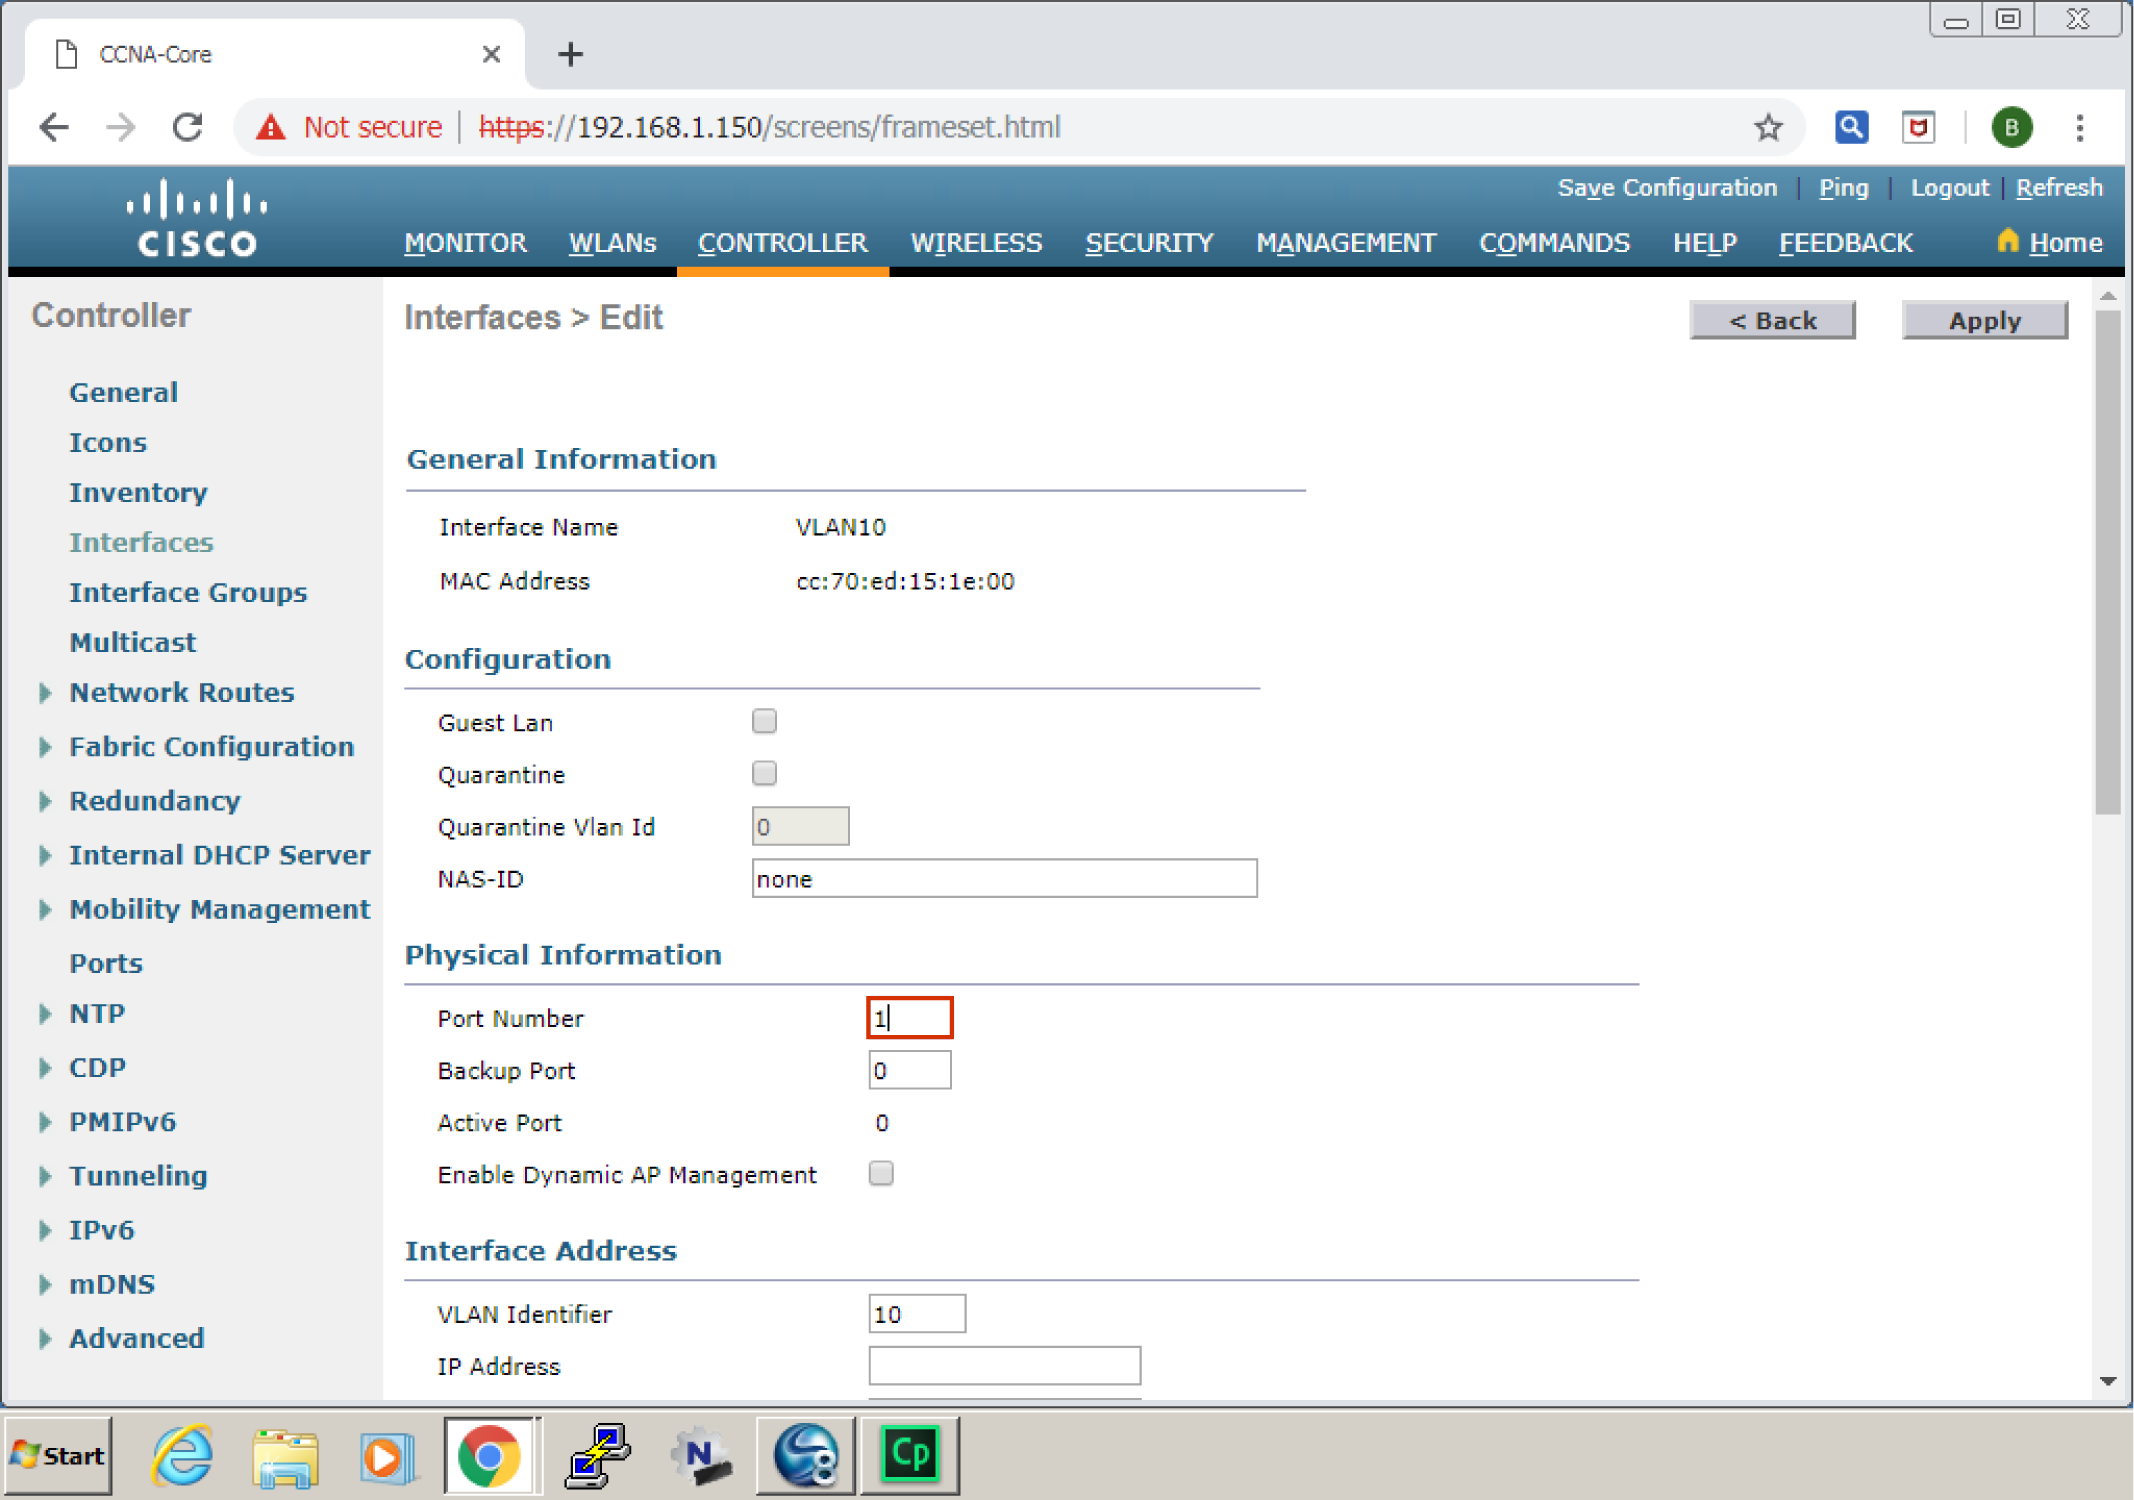 CCNA-Core
Not secure | https://192.168.1.150/screens/frameset.html
B
Save Configuration | Ping | Logout | Refresh
CISCO
MONITOR WLANs CONTROLLER WIRELESS SECURITY MANAGEMENT COMMANDS HELP FEEDBACK Home
Controller
General
Icons
Inventory
Interfaces
Interface Groups
Multicast
Network Routes
Fabric Configuration
Redundancy
Internal DHCP Server
Mobility Management
Ports
NTP
CDP
PMIPv6
Tunneling
IPv6
mDNS
Advanced
Interfaces > Edit
< Back
Apply
General Information
Interface Name VLAN10
MAC Address cc:70:ed:15:1e:00
Configuration
Guest Lan
Quarantine
Quarantine Vlan Id 0
NAS-ID none
Physical Information
Port Number 1
Backup Port 0
Active Port 0
Enable Dynamic AP Management
Interface Address
VLAN Identifier 10
IP Address
Start
N
8
Cp